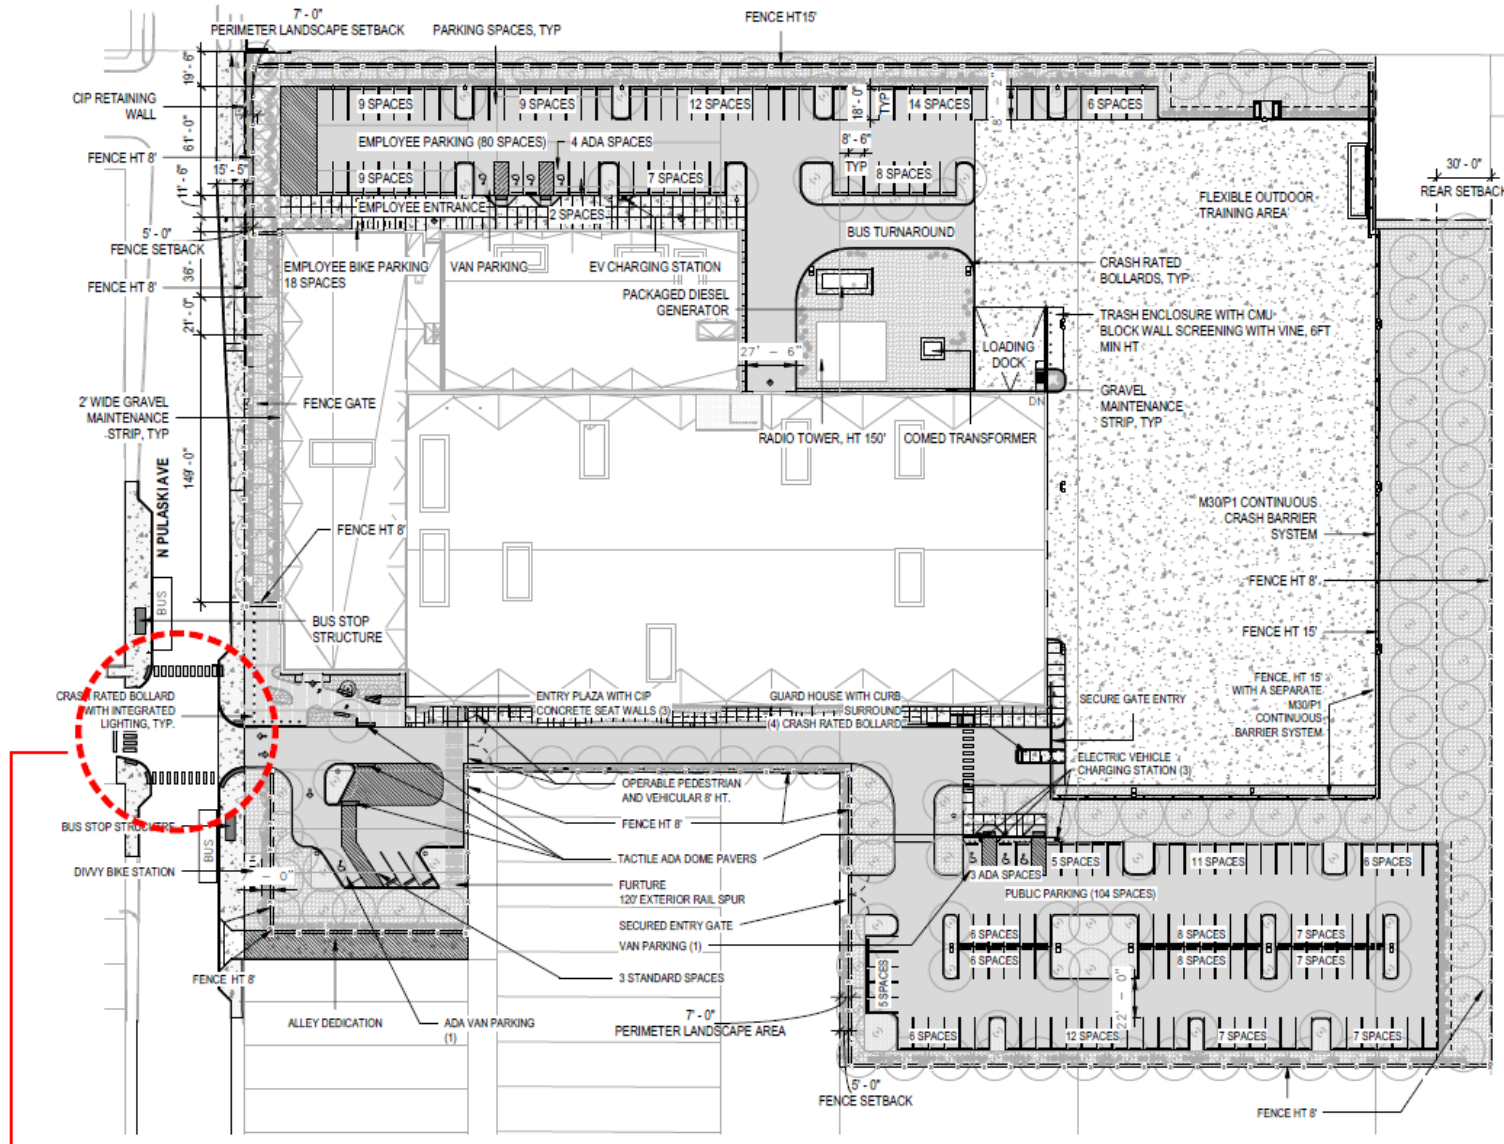 7' - 0"
PERIMETER LANDSCAPE SETBACK
PARKING SPACES, TYP
FENCE HT15'
19' - 6"
CIP RETAINING
WALL
9 SPACES
9 SPACES
12 SPACES
18' - 0"
TYP
14 SPACES
18' - 2"
6 SPACES
61' - 0"
EMPLOYEE PARKING (80 SPACES)
4 ADA SPACES
8' - 6"
TYP
FENCE HT 8'
15' - 5"
9 SPACES
7 SPACES
8 SPACES
30' - 0"
REAR SETBACK
11' - 6"
EMPLOYEE ENTRANCE
2 SPACES
FLEXIBLE OUTDOOR
TRAINING AREA
5' - 0"
FENCE SETBACK
BUS TURNAROUND
EMPLOYEE BIKE PARKING
18 SPACES
VAN PARKING
EV CHARGING STATION
CRASH RATED
BOLLARDS, TYP
FENCE HT 8'
36' -
PACKAGED DIESEL
GENERATOR
21' - 0"
TRASH ENCLOSURE WITH CMU
BLOCK WALL SCREENING WITH VINE, 6FT
MIN HT
27' - 6"
LOADING
DOCK
2' WIDE GRAVEL
MAINTENANCE
STRIP, TYP
FENCE GATE
DN
GRAVEL
MAINTENANCE
STRIP, TYP
RADIO TOWER, HT 150'
COMED TRANSFORMER
149' - 0"
N PULASKI AVE
M30/P1 CONTINUOUS
CRASH BARRIER
SYSTEM
FENCE HT 8'
FENCE HT 8'
BUS
BUS STOP
STRUCTURE
FENCE HT 15'
CRASH RATED BOLLARD
WITH INTEGRATED
LIGHTING, TYP.
ENTRY PLAZA WITH CIP
CONCRETE SEAT WALLS (3)
GUARD HOUSE WITH CURB
SURROUND
(4) CRASH RATED BOLLARD
SECURE GATE ENTRY
FENCE, HT 15'
WITH A SEPARATE
M30/P1
CONTINUOUS
BARRIER SYSTEM
OPERABLE PEDESTRIAN
AND VEHICULAR 8' HT.
ELECTRIC VEHICLE
CHARGING STATION (3)
BUS STOP STRUCTURE
BUS
FENCE HT 8'
DIVVY BIKE STATION
- 0"
TACTILE ADA DOME PAVERS
3 ADA SPACES
5 SPACES
11 SPACES
6 SPACES
FURTURE
120' EXTERIOR RAIL SPUR
PUBLIC PARKING (104 SPACES)
SECURED ENTRY GATE
6 SPACES
8 SPACES
7 SPACES
VAN PARKING (1)
6 SPACES
8 SPACES
7 SPACES
FENCE HT 8'
3 STANDARD SPACES
5 SPACES
22' - 0"
ALLEY DEDICATION
ADA VAN PARKING
(1)
7' - 0"
PERIMETER LANDSCAPE AREA
6 SPACES
12 SPACES
7 SPACES
7 SPACES
5' - 0"
FENCE SETBACK
FENCE HT 8'